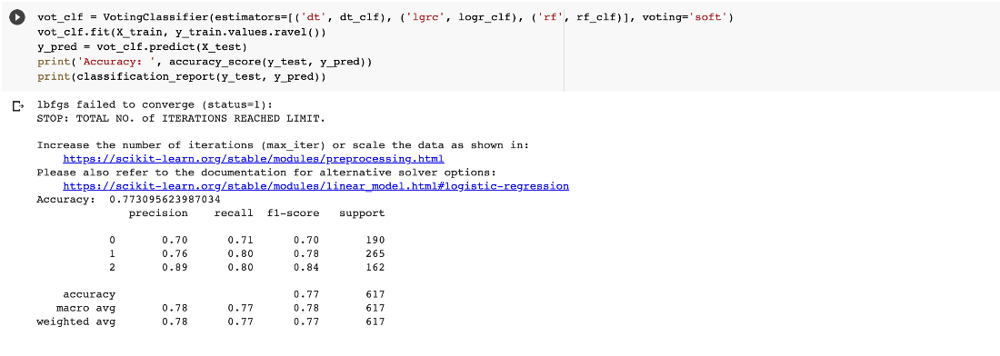 vot_clf = VotingClassifier(estimators=[('dt', dt_clf), ('lgrc', logr_clf), ('rf', rf_clf)], voting='soft')
vot_clf.fit(X_train, y_train.values.ravel())
y_pred = vot_clf.predict(X_test)
print('Accuracy: ', accuracy_score(y_test, y_pred))
print(classification_report(y_test, y_pred))
lbfgs failed to converge (status=1):
STOP: TOTAL NO. of ITERATIONS REACHED LIMIT.
Increase the number of iterations (max_iter) or scale the data as shown in:
https://scikit-learn.org/stable/modules/preprocessing.html
Please also refer to the documentation for alternative solver options:
https://scikit-learn.org/stable/modules/linear_model.html#logistic-regression
Accuracy:  0.773095623987034
precision recall f1-score support
0 0.70 0.71 0.70 190
1 0.76 0.80 0.78 265
2 0.89 0.80 0.84 162
accuracy 0.77 617
macro avg 0.78 0.77 0.78 617
weighted avg 0.78 0.77 0.77 617